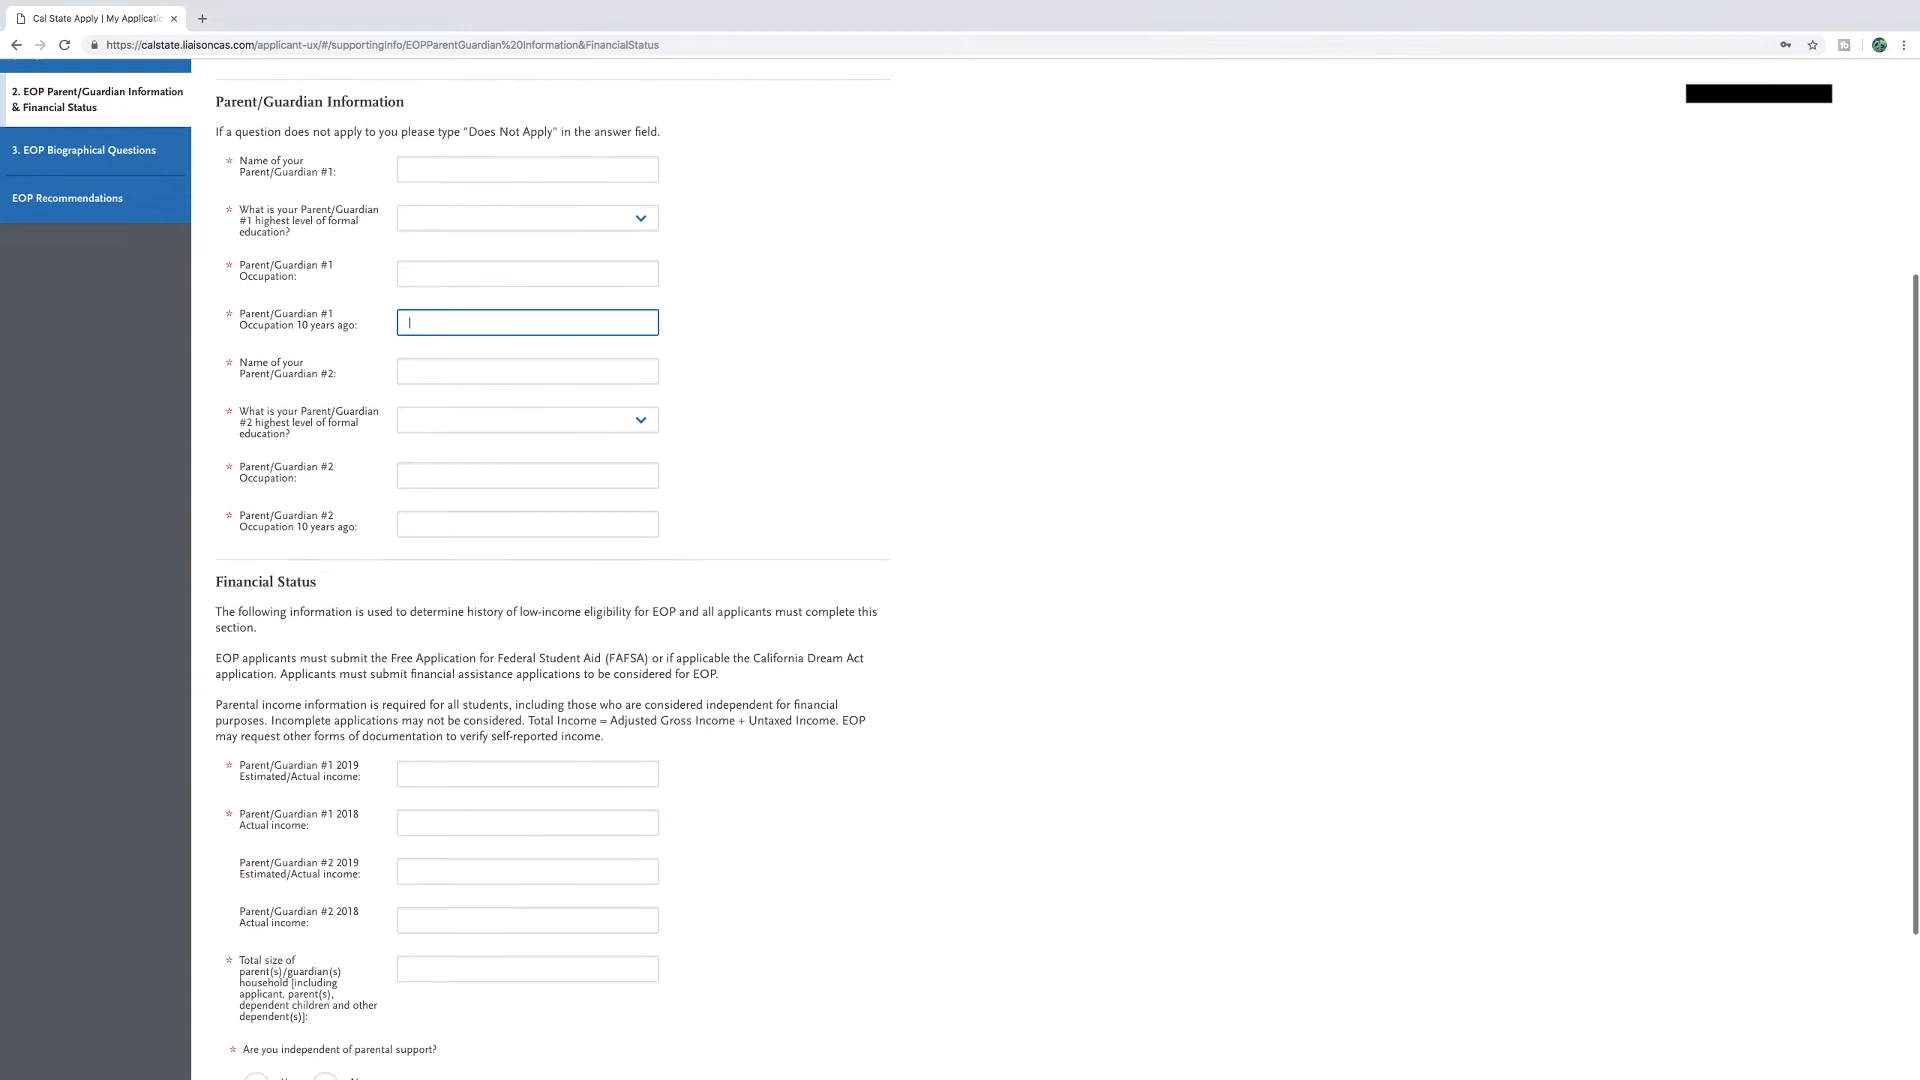 Cal State Apply | My Applicatio
https://calstate.liaisoncas.com/applicant-ux/#/supportingInfo/EOPParentGuardian%20Information&FinancialStatus
2. EOP Parent/Guardian Information
& Financial Status
3. EOP Biographical Questions
EOP Recommendations
Parent/Guardian Information
If a question does not apply to you please type "Does Not Apply" in the answer field.
* Name of your
Parent/Guardian #1:
* What is your Parent/Guardian
#1 highest level of formal
education?
* Parent/Guardian #1
Occupation:
* Parent/Guardian #1
Occupation 10 years ago:
* Name of your
Parent/Guardian #2:
* What is your Parent/Guardian
#2 highest level of formal
education?
* Parent/Guardian #2
Occupation:
* Parent/Guardian #2
Occupation 10 years ago:
Financial Status
The following information is used to determine history of low-income eligibility for EOP and all applicants must complete this
section.
EOP applicants must submit the Free Application for Federal Student Aid (FAFSA) or if applicable the California Dream Act
application. Applicants must submit financial assistance applications to be considered for EOP.
Parental income information is required for all students, including those who are considered independent for financial
purposes. Incomplete applications may not be considered. Total Income = Adjusted Gross Income + Untaxed Income. EOP
may request other forms of documentation to verify self-reported income.
* Parent/Guardian #1 2019
Estimated/Actual income:
* Parent/Guardian #1 2018
Actual income:
Parent/Guardian #2 2019
Estimated/Actual income:
Parent/Guardian #2 2018
Actual income:
* Total size of
parent(s)/guardian(s)
household [including
applicant, parent(s),
dependent children and other
dependent(s)]:
* Are you independent of parental support?